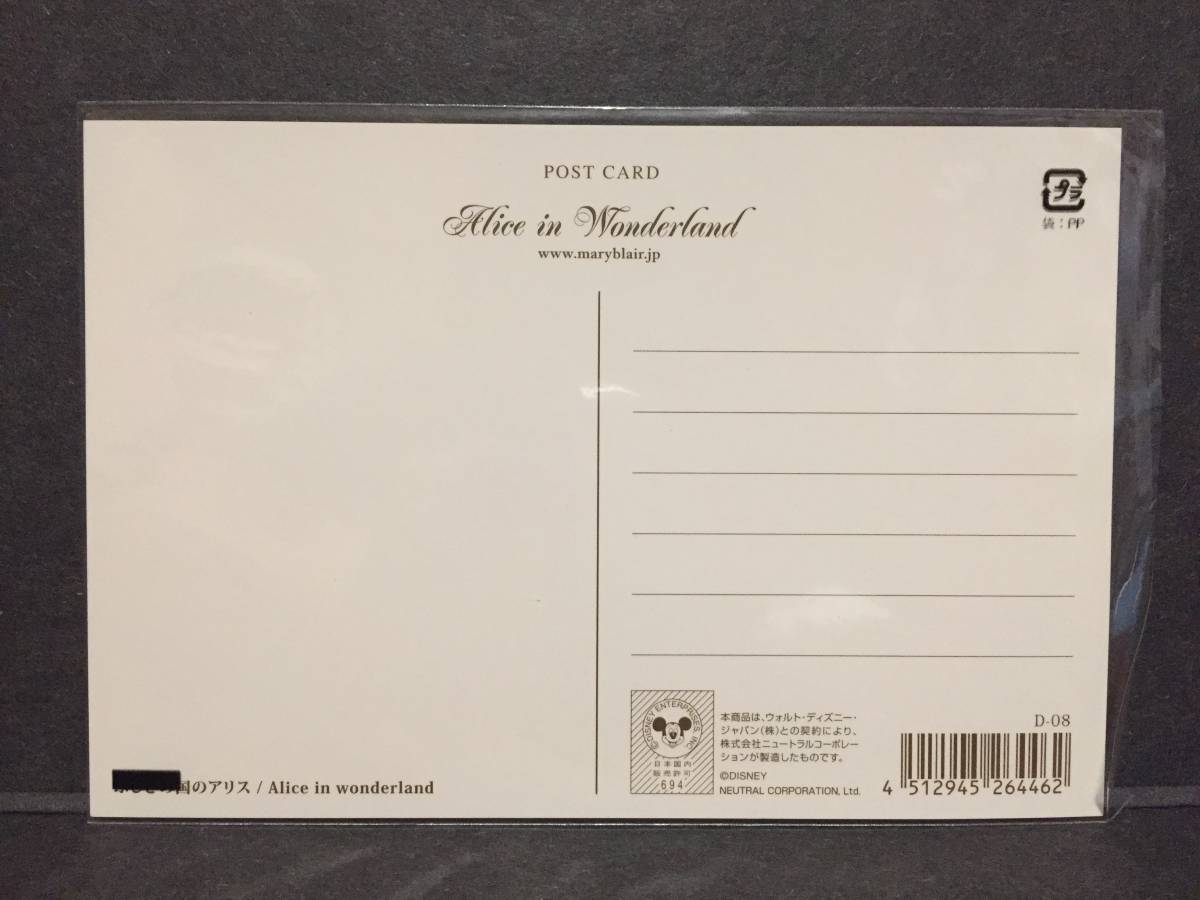 POST CARD
Alice in Wonderland
www.maryblair.jp
プラ
袋：PP
の国のアリス / Alice in wonderland
©DISNEY ENTERPRISES, INC
日本国内
販売許可
694
本商品は、ウォルト・ディズニー・
ジャパン(株)との契約により、
株式会社ニュートラルコーポレー
ションが製造したものです。
©DISNEY
NEUTRAL CORPORATION, Ltd.
D-08
4 512945 264462